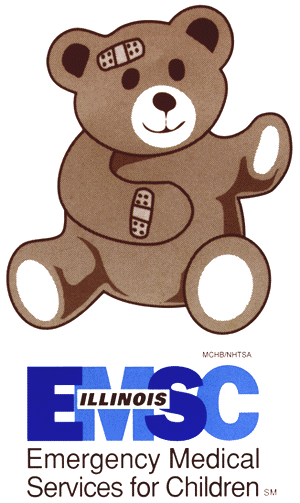 MCHB/NHTSA
EMSC
ILLINOIS
Emergency Medical
Services for Children SM